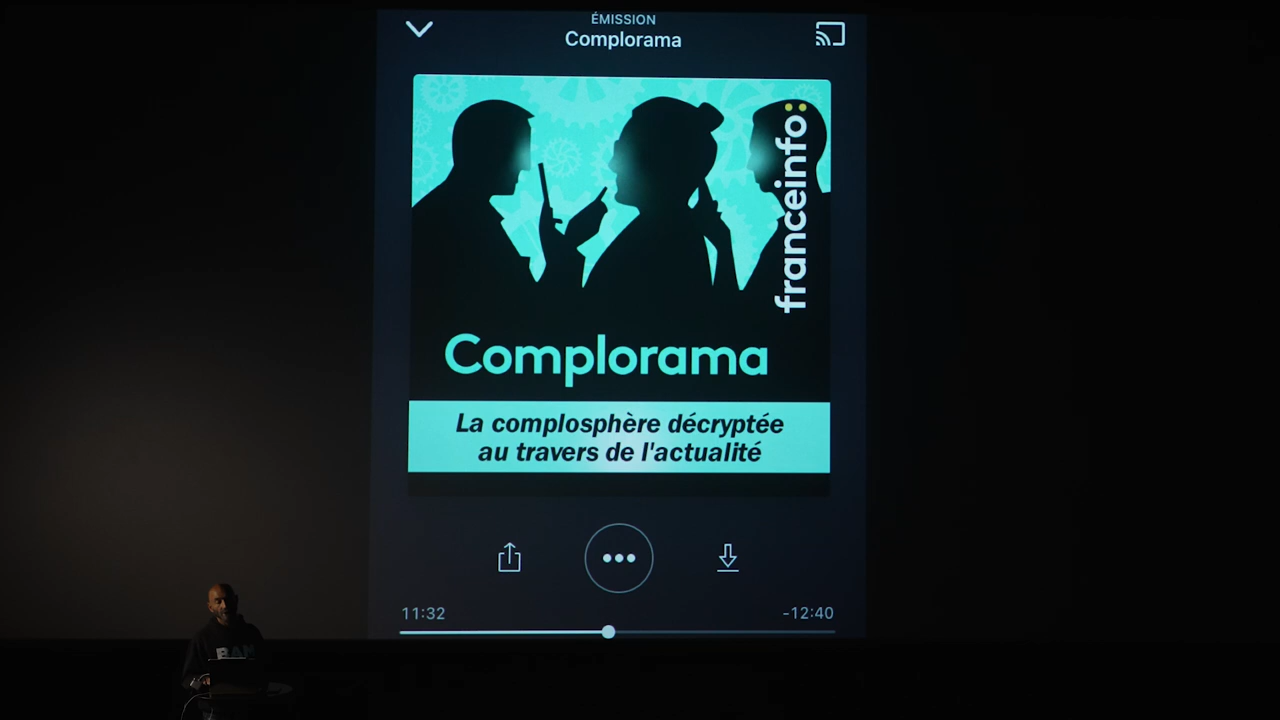 ÉMISSION
Complorama
franceinfo:
Complorama
La complosphère décryptée
au travers de l'actualité
11:32
-12:40